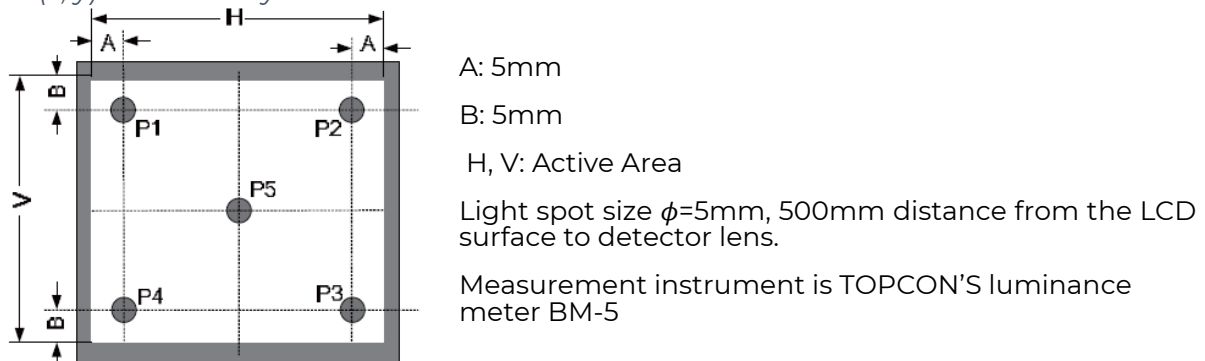 H
A
A
B
P1
P2
V
P5
P4
P3
B
A: 5mm
B: 5mm
H, V: Active Area
Light spot size ϕ=5mm, 500mm distance from the LCD
surface to detector lens.
Measurement instrument is TOPCON'S luminance
meter BM-5